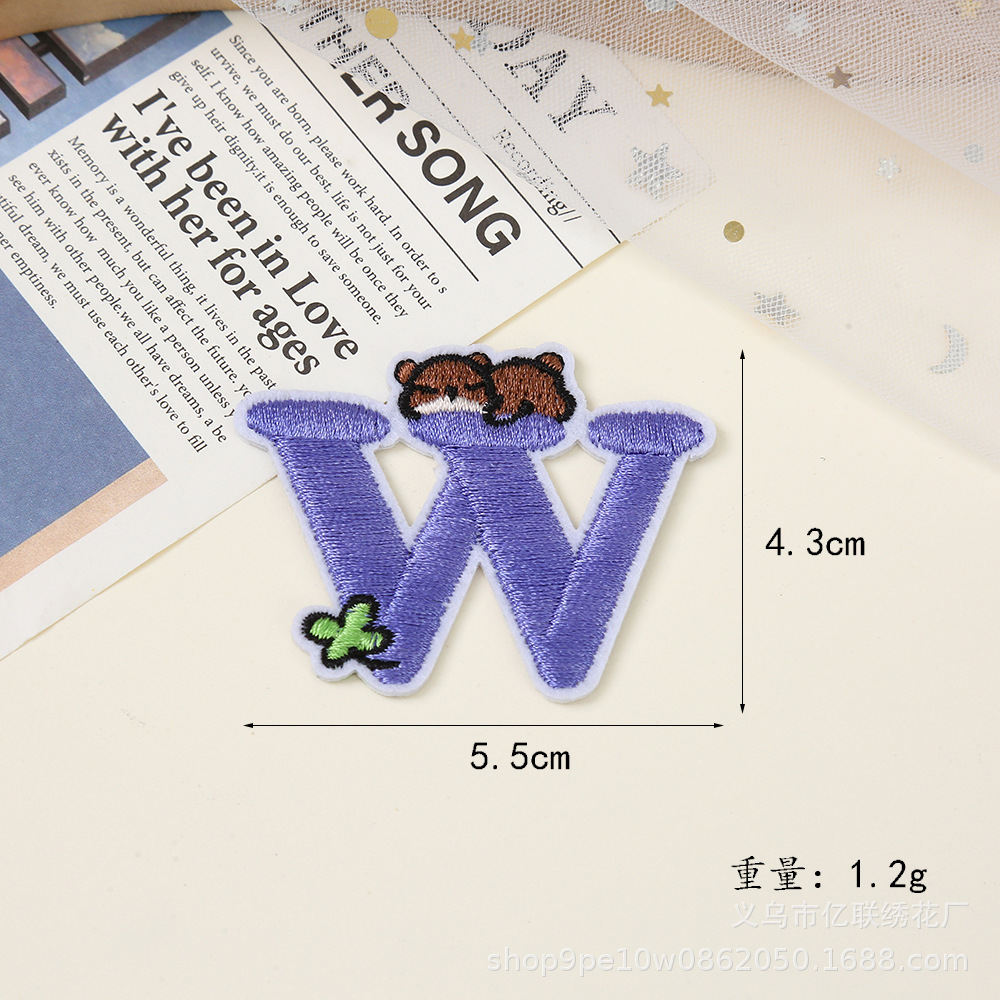 THER DAY
Recording//
ER SONG
Since you are born, please work hard. In order to s
urvive, we must do our best, life is not just for your
self. I know how amazing people will be once they
give up heir dignity.it is enough to save someone.
I've been in Love
with her for ages
Memory is a wonderful thing, it lives in the past
xists in the present, but can affect the future. yo
ever know how much you like a person unless y
see him with other people.we all have dreams, a be
utiful dream, we must use each other's love to fill
er emptiness.
W
4.3cm
5.5cm
重量：1.2g
义乌市亿联绣花厂
shop9pe10w0862050.1688.com